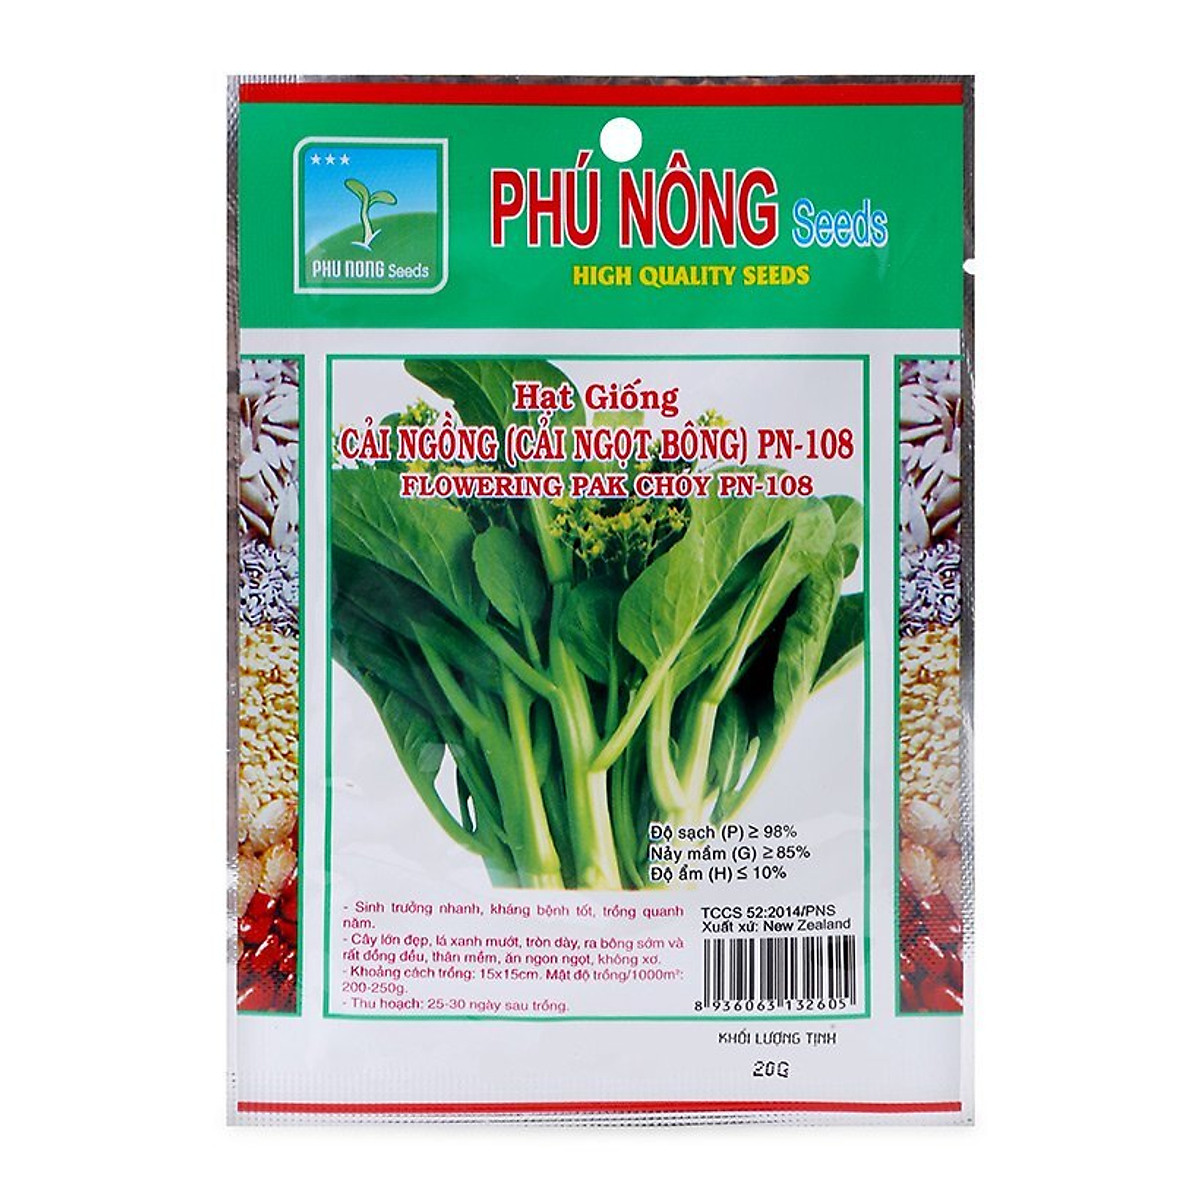 PHU NONG Seeds
PHÚ NÔNG Seeds
HIGH QUALITY SEEDS
Hạt Giống
CẢI NGỒNG (CẢI NGỌT BÔNG) PN-108
FLOWERING PAK CHOY PN-108
Độ sạch (P) ≥ 98%
Nảy mầm (G) ≥ 85%
Độ ẩm (H) ≤ 10%
- Sinh trưởng nhanh, kháng bệnh tốt, trồng quanh
năm.
- Cây lớn đẹp, lá xanh mướt, tròn dày, ra bông sớm và
rất đồng đều, thân mềm, ăn ngon ngọt, không xơ.
- Khoảng cách trồng: 15x15cm. Mật độ trồng/1000m²:
200-250g.
- Thu hoạch: 25-30 ngày sau trồng.
TCCS 52:2014/PNS
Xuất xứ: New Zealand
8 936063 132605
KHỐI LƯỢNG TỊNH
20G